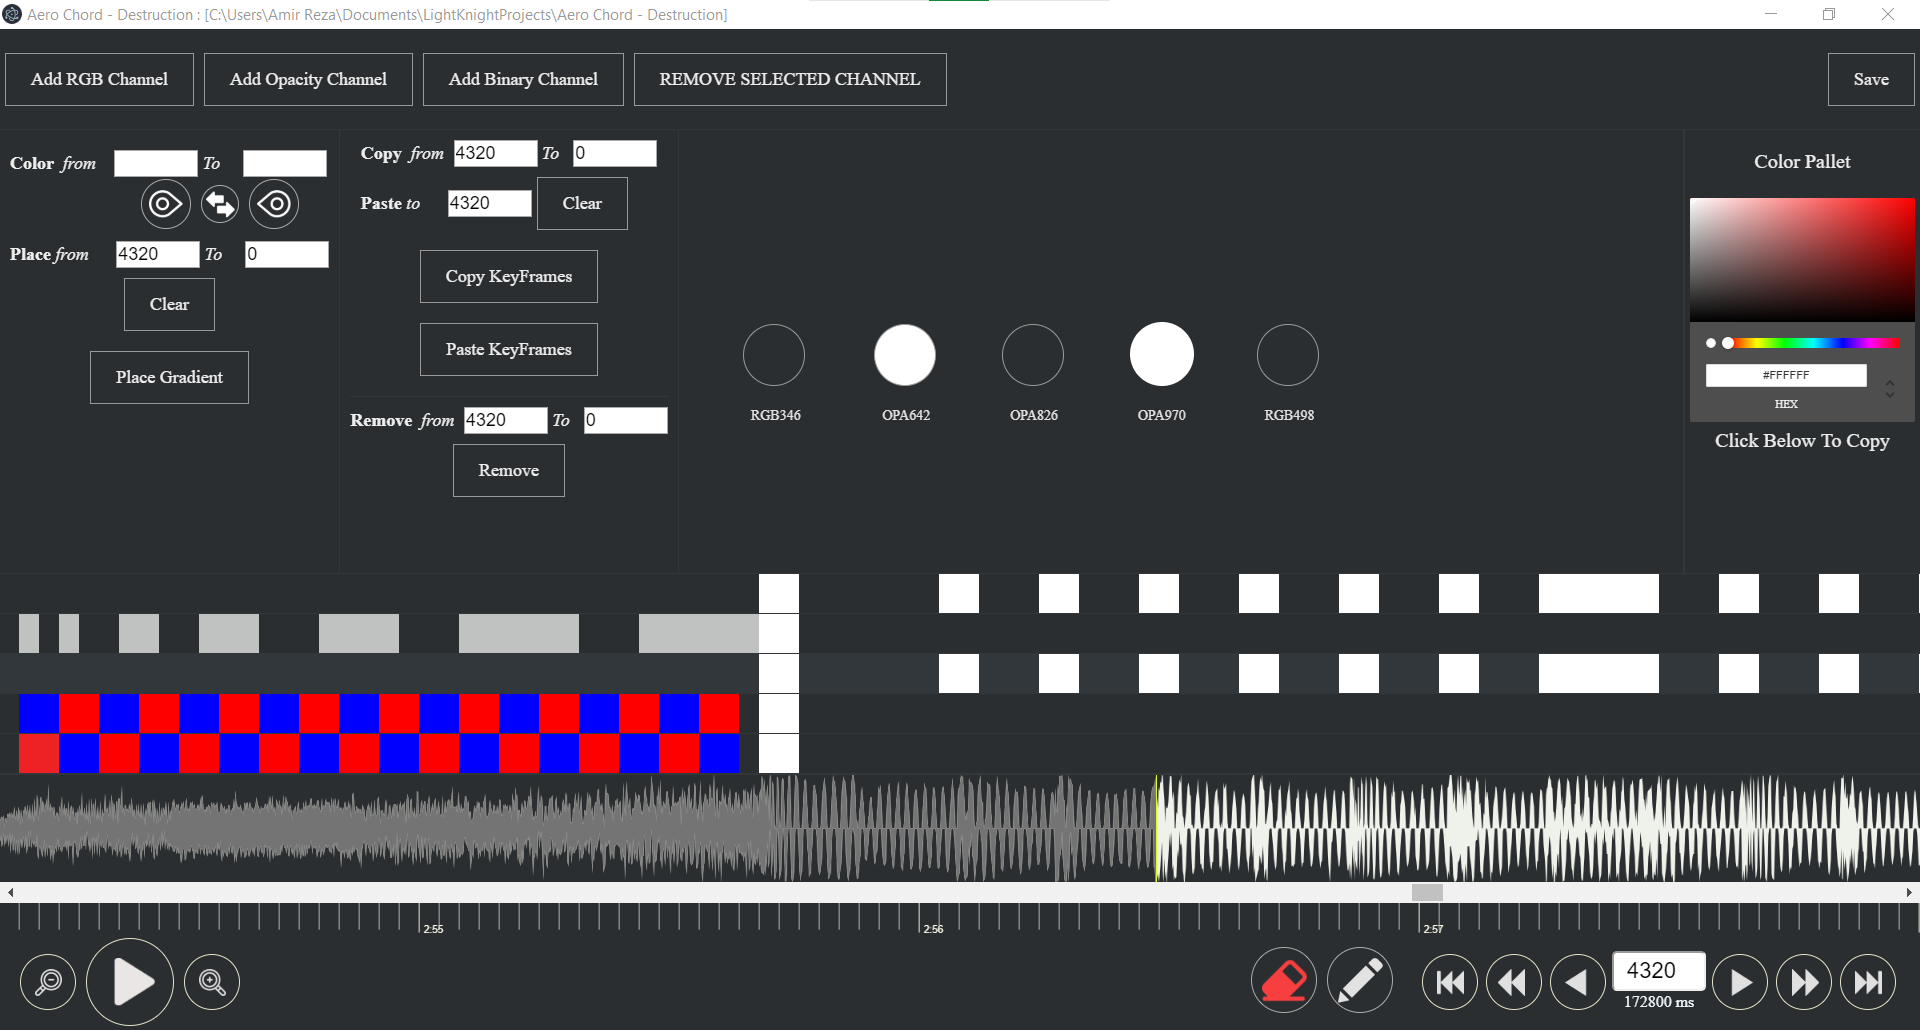 Aero Chord - Destruction : [C:\Users\Amir Reza\Documents\LightKnightProjects\Aero Chord - Destruction]
Add RGB Channel
Add Opacity Channel
Add Binary Channel
REMOVE SELECTED CHANNEL
Save
Color from To
Place from 4320 To 0
Clear
Place Gradient
Copy from 4320 To 0
Paste to 4320 Clear
Copy KeyFrames
Paste KeyFrames
Remove from 4320 To 0
Remove
RGB346
OPA642
OPA826
OPA970
RGB498
Color Pallet
#FFFFFF
HEX
Click Below To Copy
2:55
2:56
2:57
4320
172800 ms